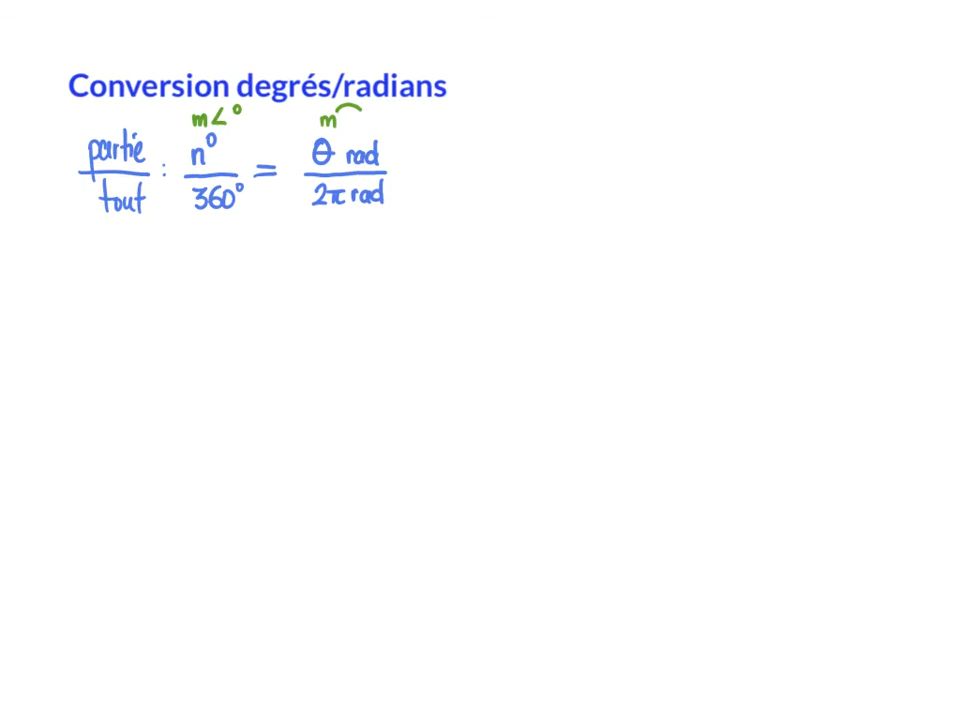 Conversion degrés/radians
m∠° m⌒
partie/tout : n°/360° = θ rad/2π rad